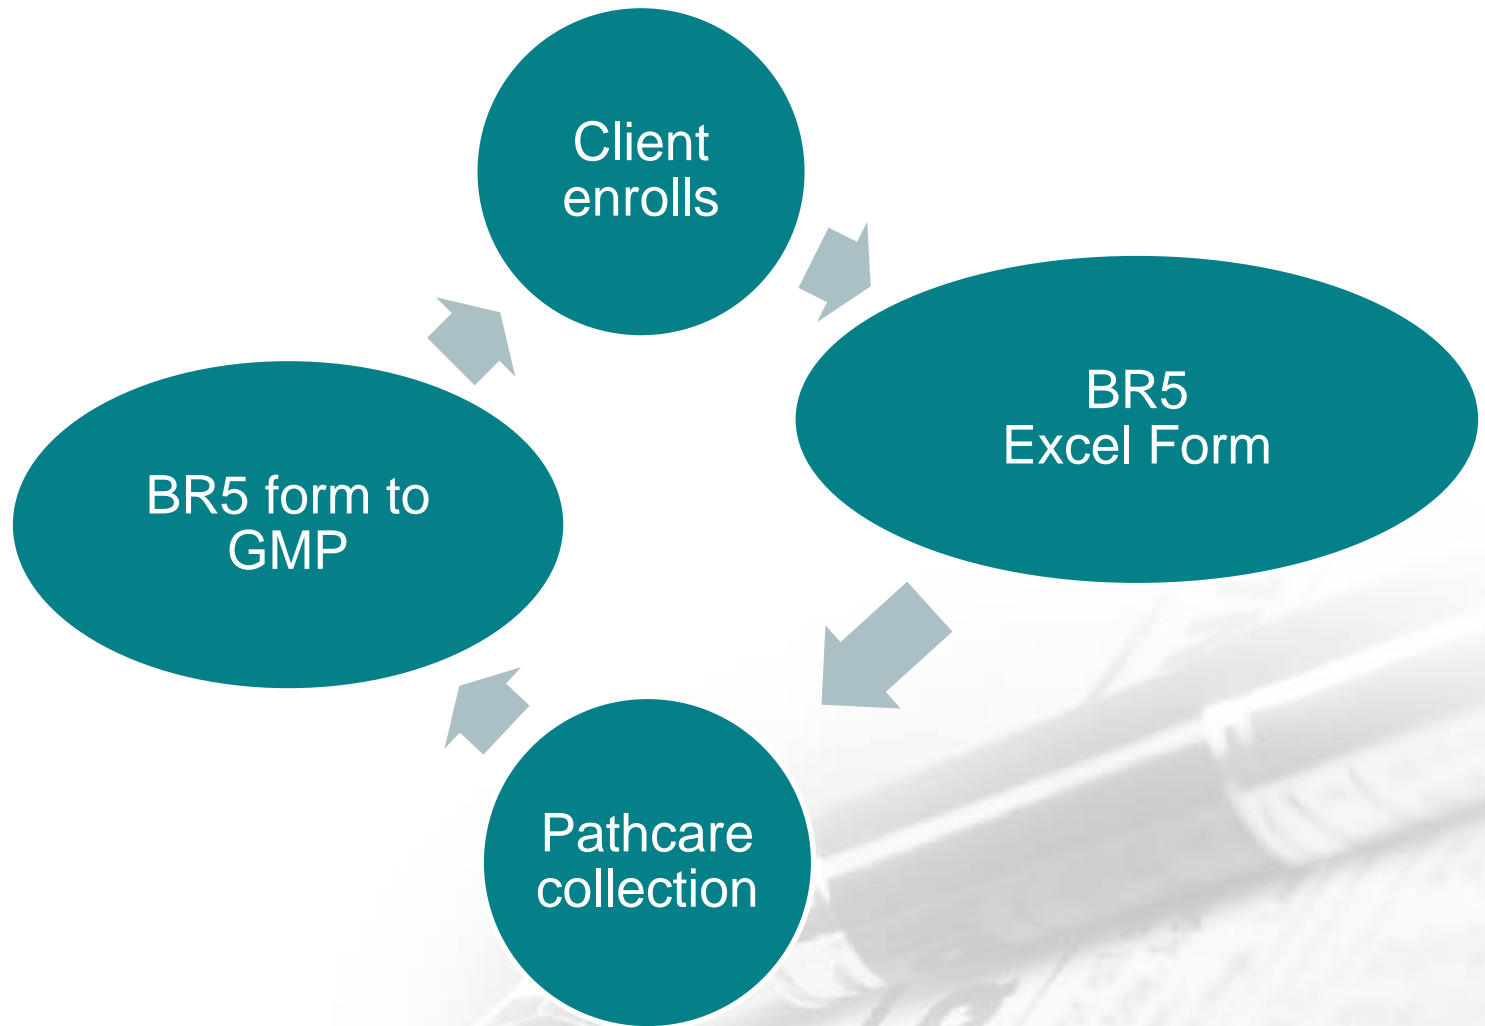 Client
enrolls
BR5
Excel Form
Pathcare
collection
BR5 form to
GMP